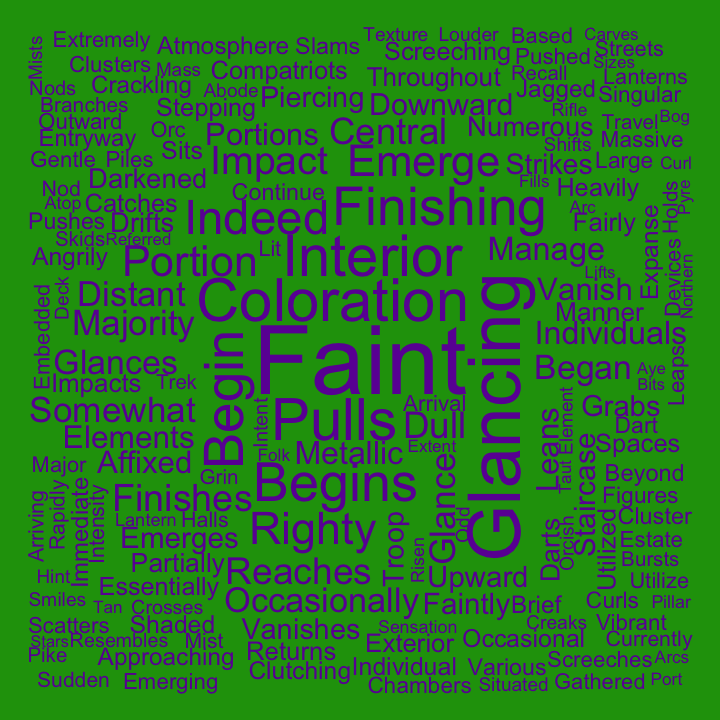 Texture Louder Based Carves
Mists Extremely Atmosphere Slams Screeching Pushed Streets
Clusters Mass Compatriots Recall Sizes Lanterns
Nods Crackling Abode Piercing Throughout Jagged Singular
Branches Stepping Downward Rifle Bog
Outward Orc Portions Central Numerous Travel
Entryway Sits Shifts Massive
Gentle Piles Impact Emerge Strikes Large Curl
Darkened Continue Fills Heavily Pyre
Nod Atop Catches Indeed Finishing Arc Holds
Pushes Drifts Fairly
Skids Referred Lit Manage Expanse
Angrily Portion Interior Lifts Devices Northern
Embedded Deck Distant Coloration Glancing Vanish
Majority Manner
Begin Faint Individuals
Glances Began Aye Leaps
Impacts Trek Bits
Somewhat Intent Pulls Arrival Grabs
Dull Leans Element Dart
Elements Folk Metallic Extent Taut Spaces
Major Affixed Grin Begins Glance Staircase Beyond
Arriving Rapidly Immediate Intensity Finishes Odd Figures
Lantern Halls Righty Troop Darts Orcish Utilized Cluster
Emerges Risen Estate
Partially Reaches Bursts
Hint Essentially Upward Utilize
Smiles Tan Crosses Occasionally Faintly Brief Curls Pillar
Scatters Shaded Vanishes Sensation Creaks Vibrant
Stars Resembles Mist Returns Exterior Occasional Currently
Pike Approaching Clutching Individual Various Screeches Arcs
Sudden Emerging Chambers Situated Gathered Port